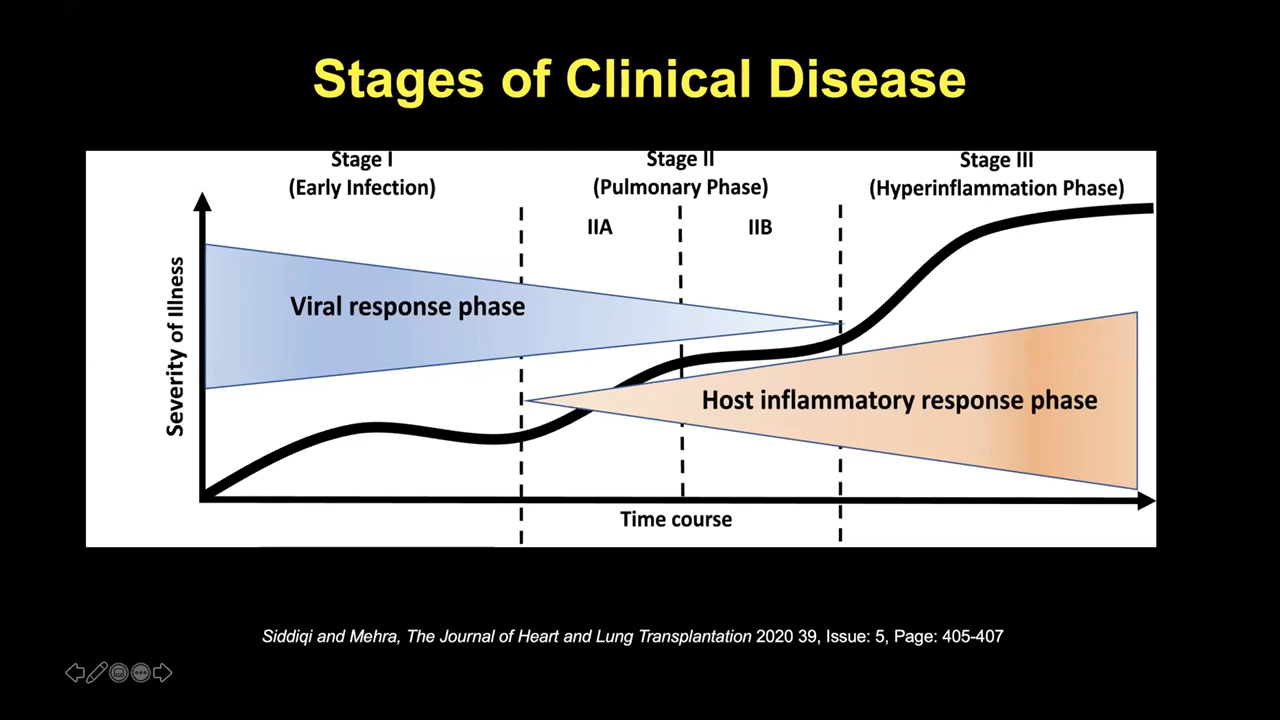 Stages of Clinical Disease
Stage I
(Early Infection)
Stage II
(Pulmonary Phase)
Stage III
(Hyperinflammation Phase)
IIA
IIB
Severity of Illness
Viral response phase
Host inflammatory response phase
Time course
Siddiqi and Mehra, The Journal of Heart and Lung Transplantation 2020 39, Issue: 5, Page: 405-407